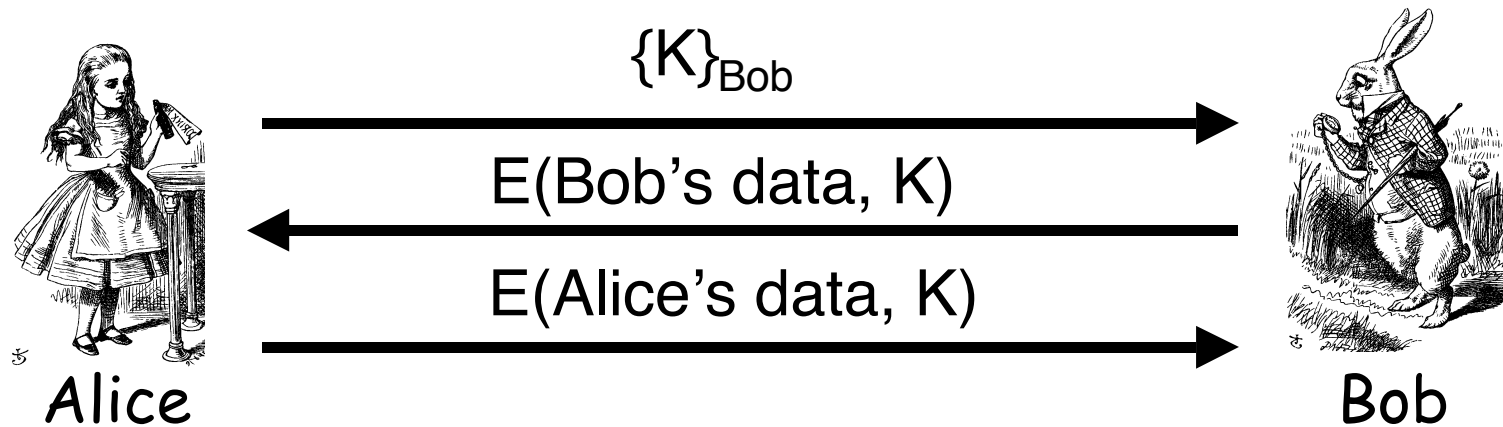 {K}Bob
E(Bob's data, K)
E(Alice's data, K)
Alice
Bob